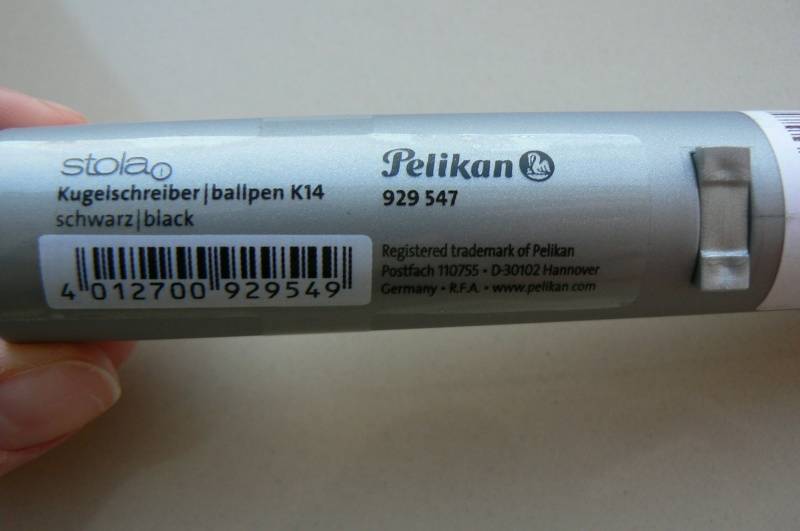 stola I
Kugelschreiber|ballpen K14
schwarz|black
4 012700 929549
Pelikan
929 547
Registered trademark of Pelikan
Postfach 110755 • D-30102 Hannover
Germany • R.F.A. • www.pelikan.com